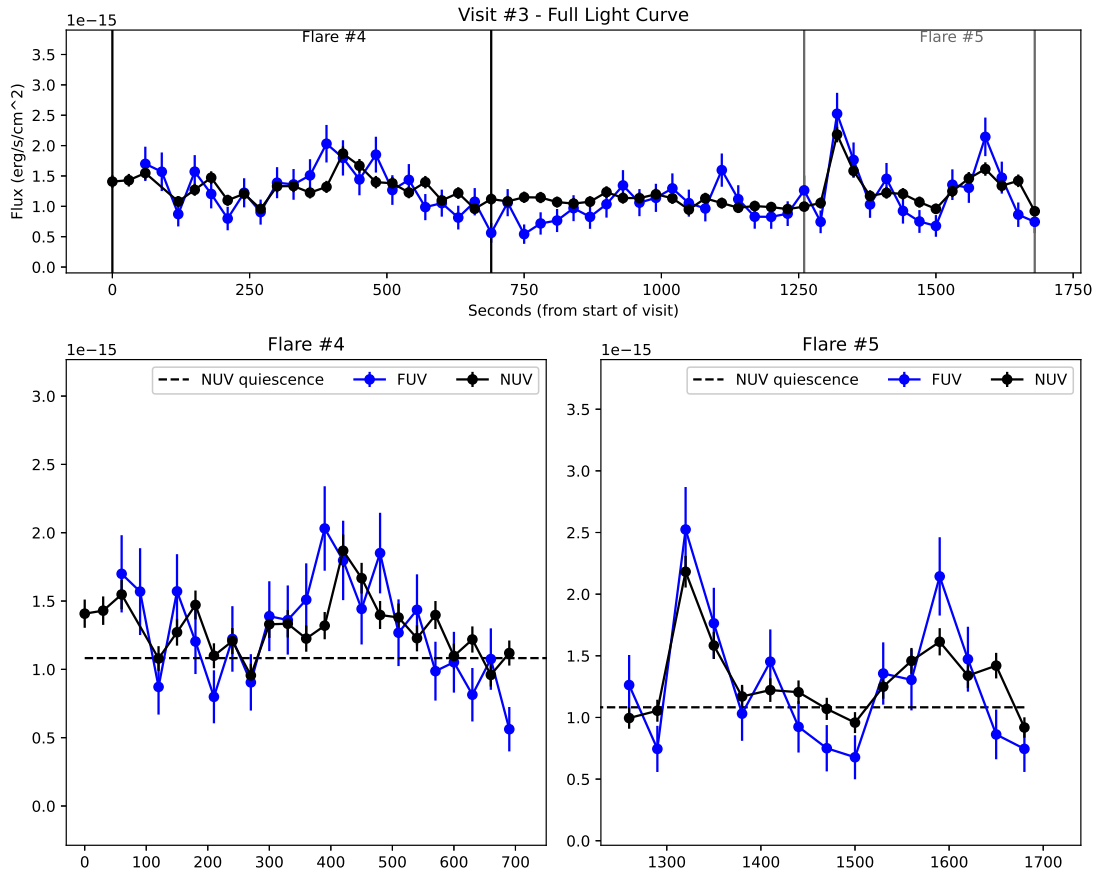 Visit #3 - Full Light Curve
1e−15
Flare #4
Flare #5
3.5
3.0
2.5
2.0
1.5
1.0
0.5
0.0
Flux (erg/s/cm^2)
0 250 500 750 1000 1250 1500 1750
Seconds (from start of visit)
Flare #4
1e−15
NUV quiescence FUV NUV
3.0
2.5
2.0
1.5
1.0
0.5
0.0
0 100 200 300 400 500 600 700
Flare #5
1e−15
NUV quiescence FUV NUV
3.5
3.0
2.5
2.0
1.5
1.0
0.5
0.0
1300 1400 1500 1600 1700